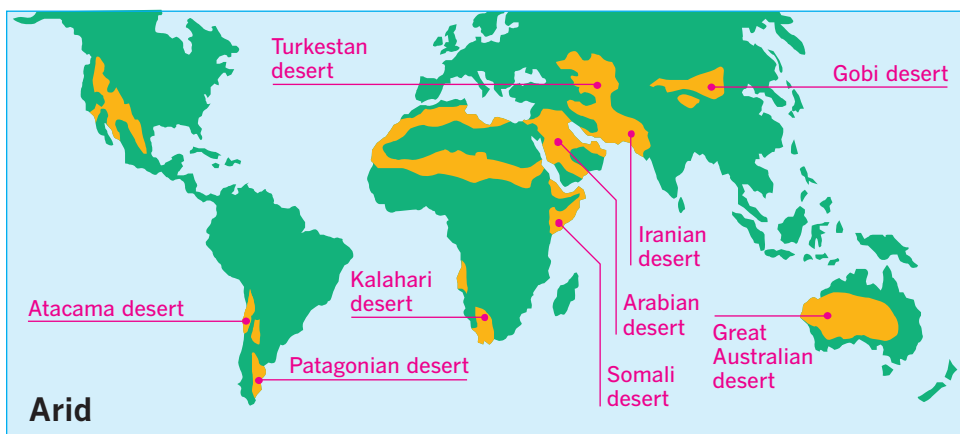 Turkestan
desert
Gobi desert
Iranian
desert
Kalahari
desert
Arabian
desert
Atacama desert
Great
Australian
desert
Patagonian desert
Somali
desert
Arid